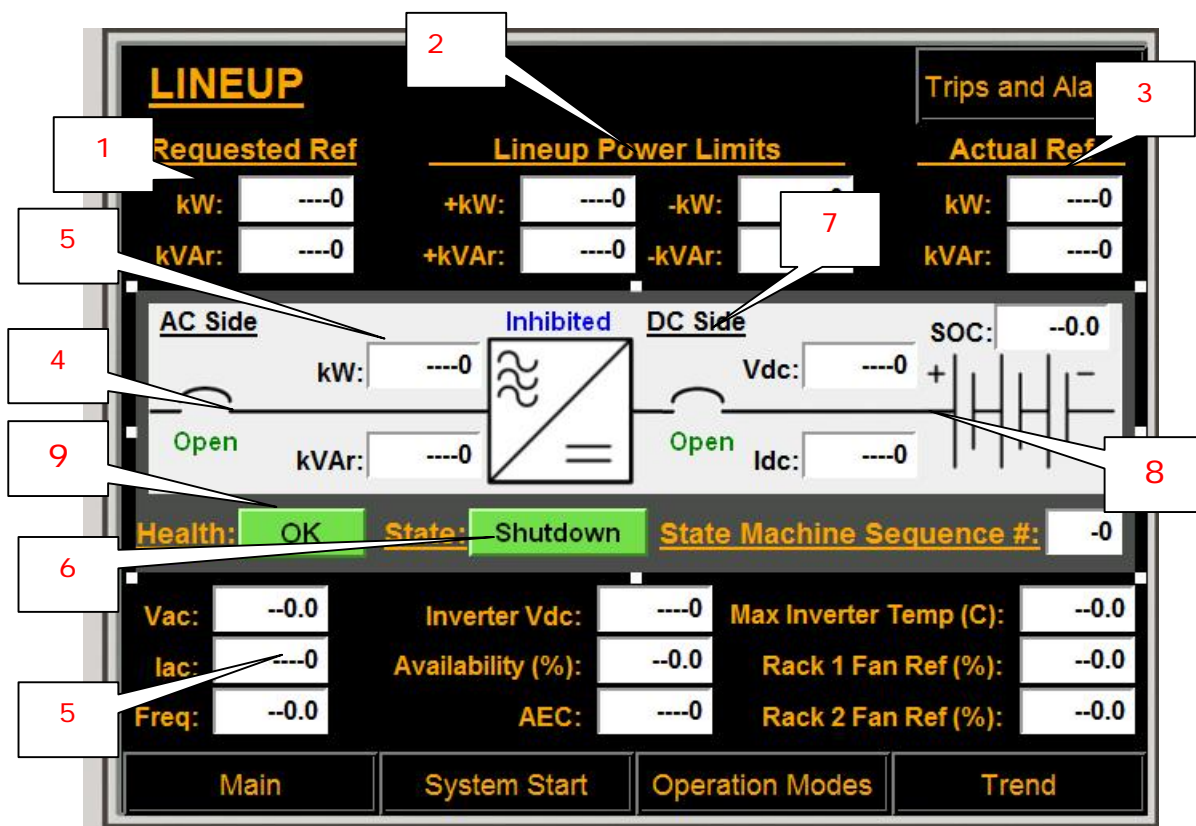 2
LINEUP
Trips and Ala
3
1
Requested Ref
Lineup Power Limits
Actual Ref
kW: ----0
+kW: ----0
-kW:
kW: ----0
5
7
kVAr: ----0
+kVAr: ----0
-kVAr:
kVAr: ----0
AC Side
Inhibited
DC Side
SOC: --0.0
4
kW: ----0
Vdc: ----0
+ -
Open
Open
9
kVAr: ----0
Idc: ----0
8
Health: OK
State: Shutdown
State Machine Sequence #: -0
6
Vac: --0.0
Inverter Vdc: ----0
Max Inverter Temp (C): --0.0
Iac: ----0
Availability (%): --0.0
Rack 1 Fan Ref (%): --0.0
5
Freq: --0.0
AEC: ----0
Rack 2 Fan Ref (%): --0.0
Main
System Start
Operation Modes
Trend